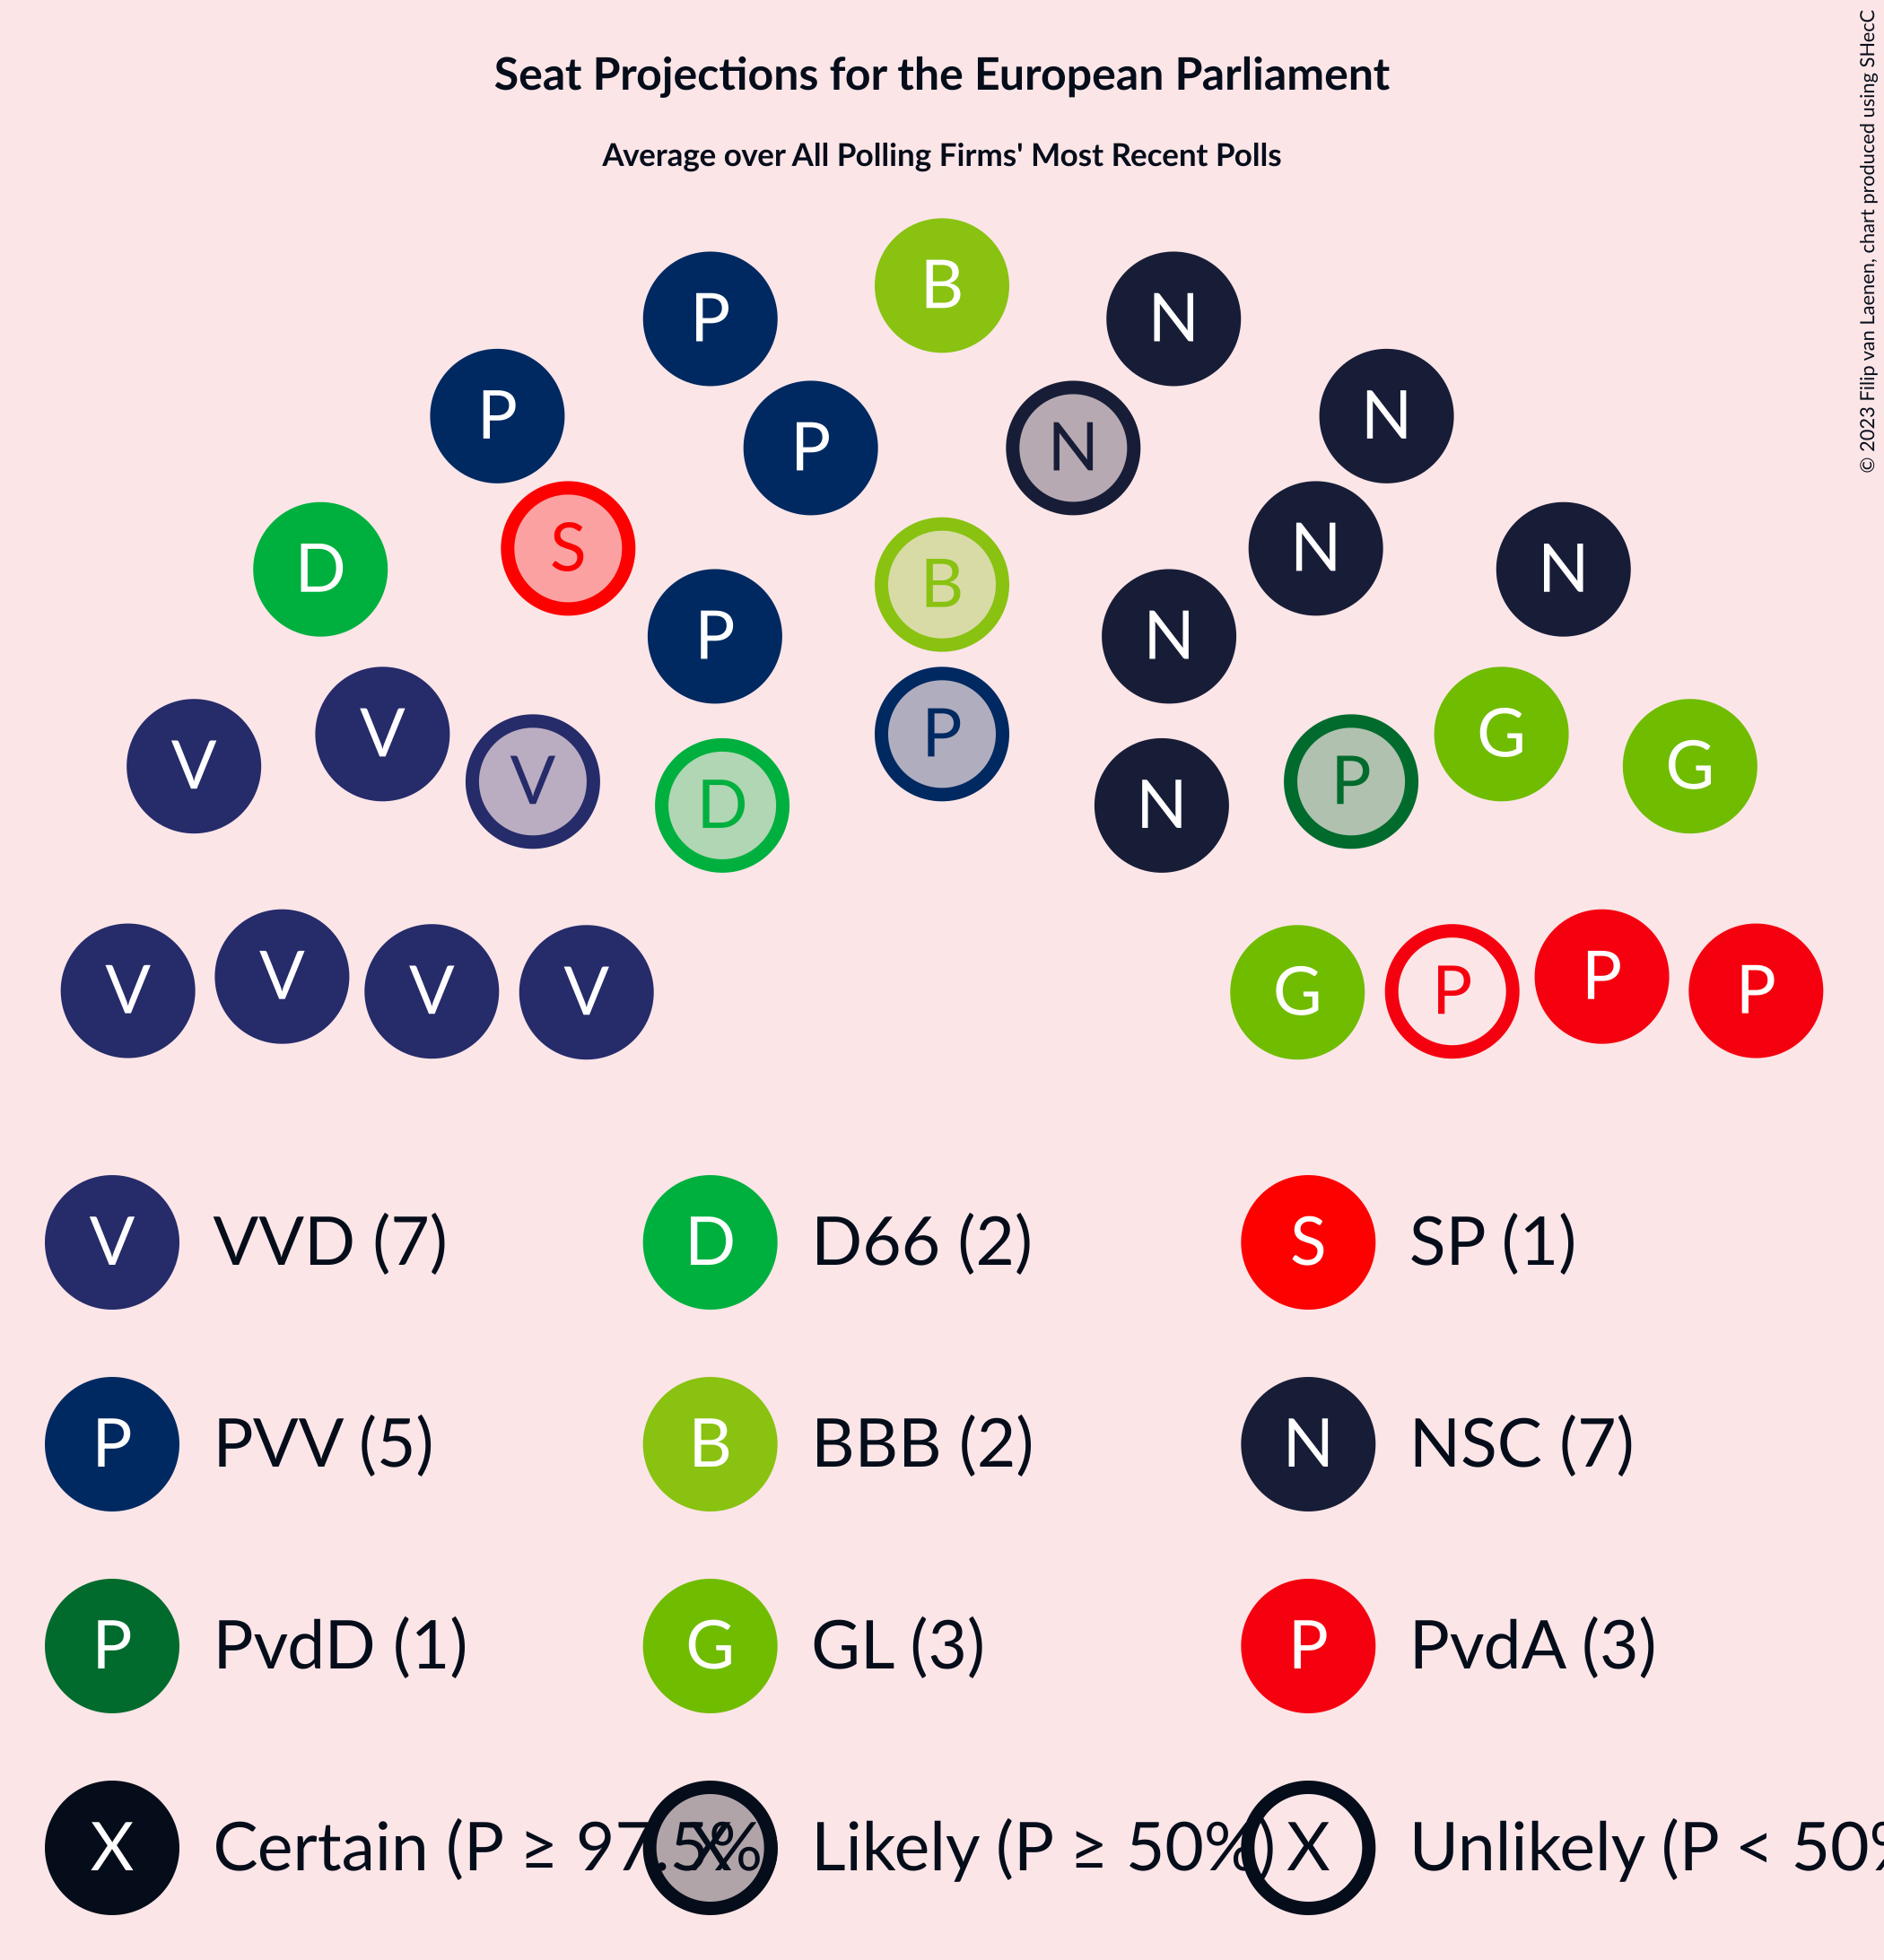 Seat Projections for the European Parliament
Average over All Polling Firms' Most Recent Polls
© 2023 Filip van Laenen, chart produced using SHecC
B
P N
P N
P N
S N
D N
B
P N
V P G
V G
V P
D N
V V V V G P P P
V VVD (7) D D66 (2) S SP (1)
P PVV (5) B BBB (2) N NSC (7)
P PvdD (1) G GL (3) P PvdA (3)
X Certain (P ≥ 97.5% X Likely (P ≥ 50%) X Unlikely (P < 50%